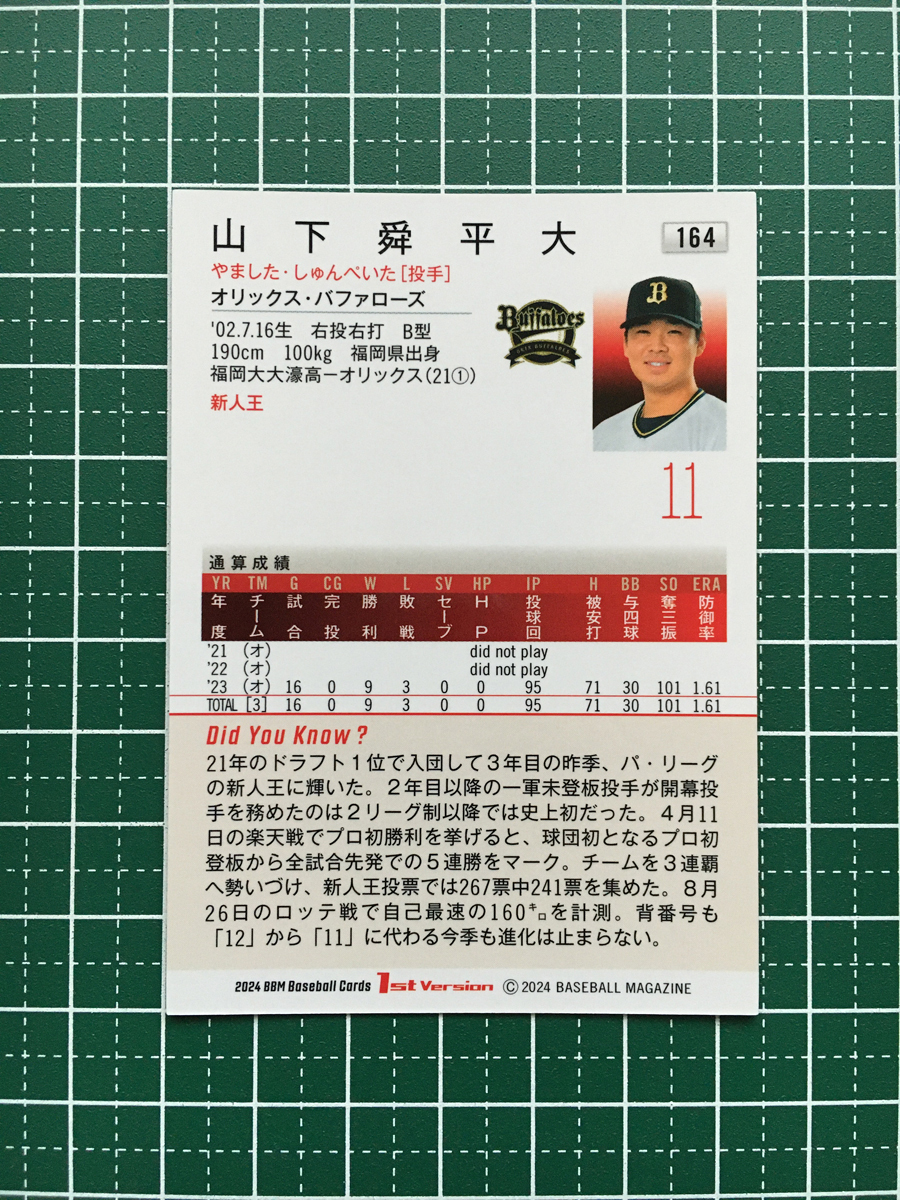 山下舜平大 164
やました・しゅんぺいた[投手]
オリックス・バファローズ
'02.7.16生 右投右打 B型
190cm 100kg 福岡県出身
福岡大大濠高－オリックス(21①)
新人王
B
Buffaloes
ORIX BUFFALOES
11
通算成績
YR TM G CG W L SV HP IP H BB SO ERA
年度 チーム 試合 完投 勝利 敗戦 セーブ HP 投球回 被安打 与四球 奪三振 防御率
'21 (オ) did not play
'22 (オ) did not play
'23 (オ) 16 0 9 3 0 0 95 71 30 101 1.61
TOTAL [3] 16 0 9 3 0 0 95 71 30 101 1.61
Did You Know?
21年のドラフト1位で入団して3年目の昨季、パ・リーグ
の新人王に輝いた。2年目以降の一軍未登板投手が開幕投
手を務めたのは2リーグ制以降では史上初だった。4月11
日の楽天戦でプロ初勝利を挙げると、球団初となるプロ初
登板から全試合先発での5連勝をマーク。チームを3連覇
へ勢いづけ、新人王投票では267票中241票を集めた。8月
26日のロッテ戦で自己最速の160㌔を計測。背番号も
「12」から「11」に代わる今季も進化は止まらない。
2024 BBM Baseball Cards 1st Version ©2024 BASEBALL MAGAZINE